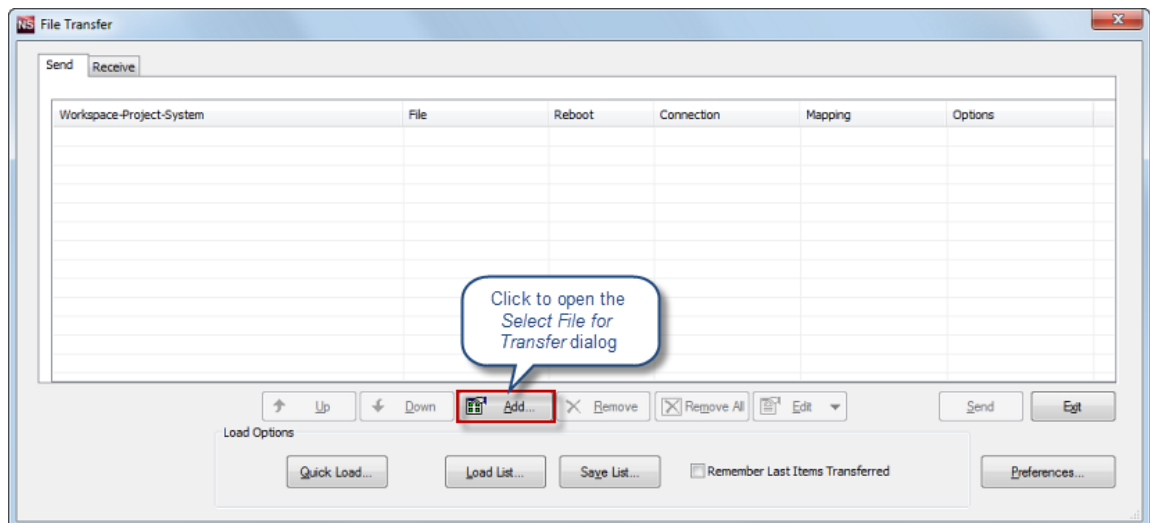 NS File Transfer
Send Receive
Workspace-Project-System File Reboot Connection Mapping Options
Click to open the
Select File for
Transfer dialog
Up Down Add... Remove Remove All Edit Send Exit
Load Options
Quick Load... Load List... Save List... Remember Last Items Transferred Preferences...